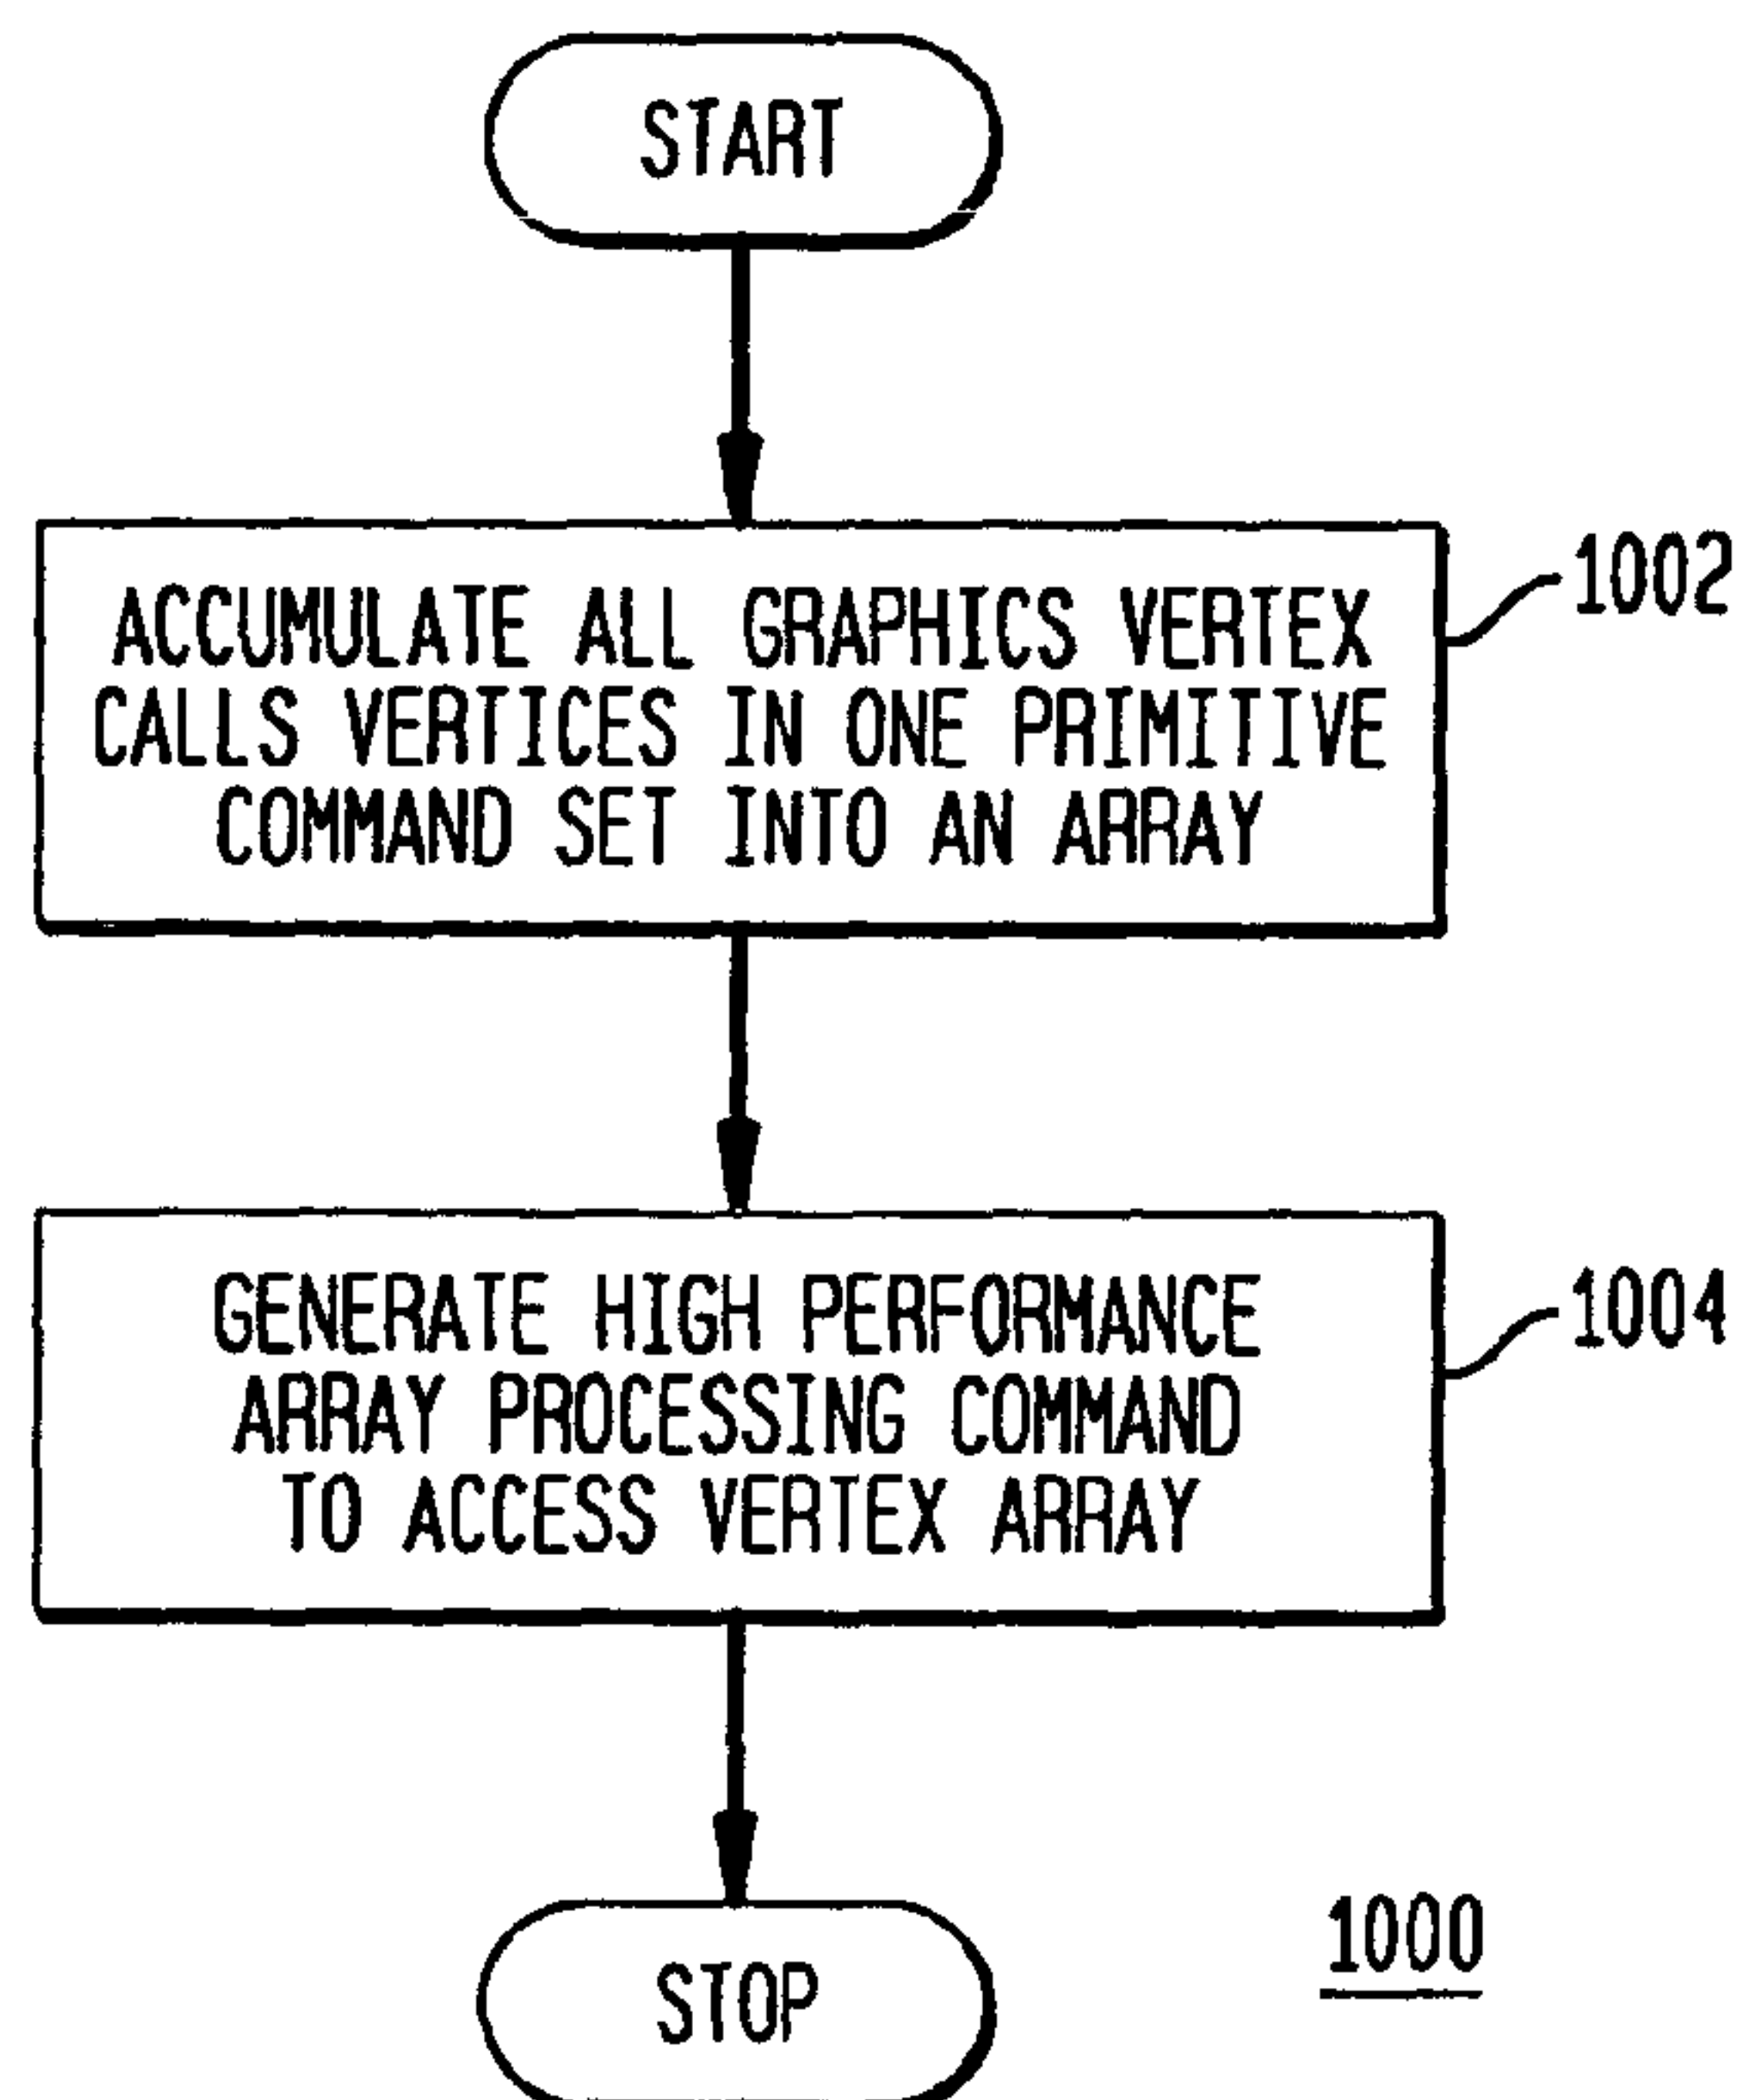 START
ACCUMULATE ALL GRAPHICS VERTEX
CALLS VERTICES IN ONE PRIMITIVE
COMMAND SET INTO AN ARRAY
1002
GENERATE HIGH PERFORMANCE
ARRAY PROCESSING COMMAND
TO ACCESS VERTEX ARRAY
1004
STOP
1000